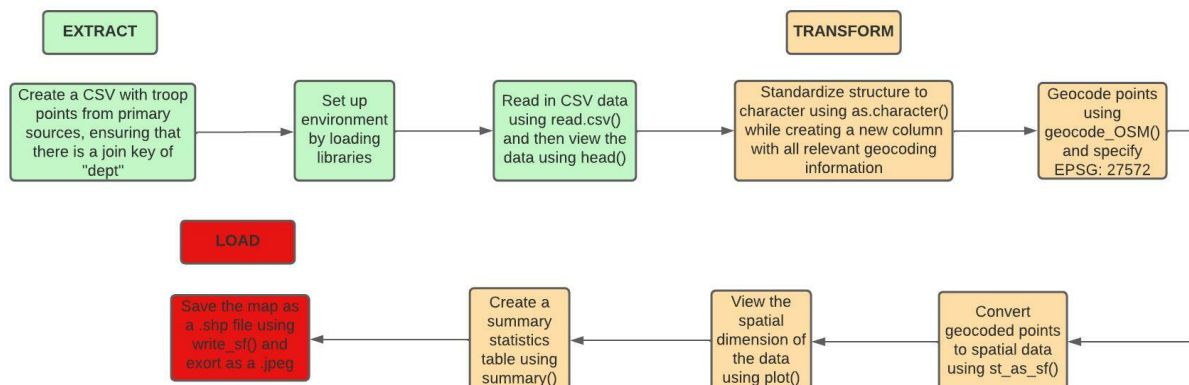 EXTRACT
TRANSFORM
Create a CSV with troop
points from primary
sources, ensuring that
there is a join key of
"dept"
Set up
environment
by loading
libraries
Read in CSV data
using read.csv()
and then view the
data using head()
Standardize structure to
character using as.character()
while creating a new column
with all relevant geocoding
information
Geocode points
using
geocode_OSM()
and specify
EPSG: 27572
LOAD
Save the map as
a .shp file using
write_sf() and
exort as a .jpeg
Create a
summary
statistics
table using
summary()
View the
spatial
dimension of
the data
using plot()
Convert
geocoded points
to spatial data
using st_as_sf()